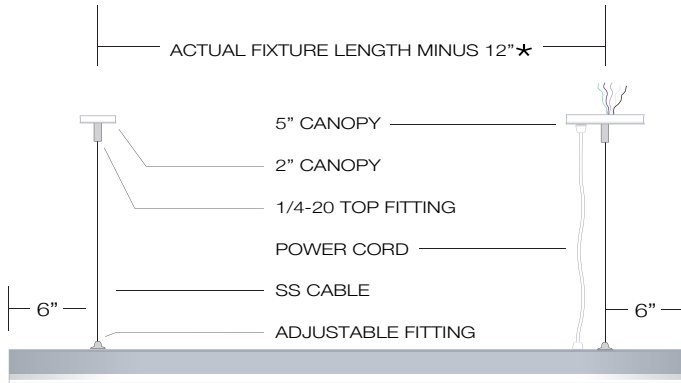 ACTUAL FIXTURE LENGTH MINUS 12”*
5” CANOPY
2” CANOPY
1/4-20 TOP FITTING
POWER CORD
SS CABLE
6”
6”
ADJUSTABLE FITTING